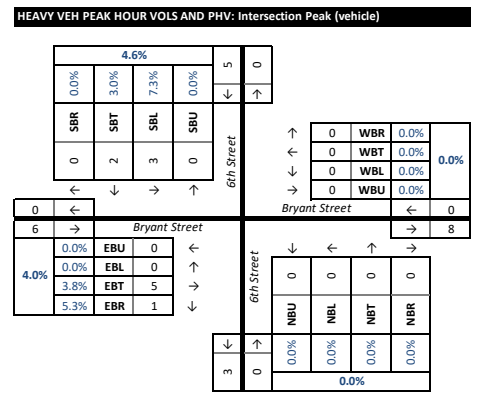 HEAVY VEH PEAK HOUR VOLS AND PHV: Intersection Peak (vehicle)
4.6% 5 0
0.0% 3.0% 7.3% 0.0% ↓ ↑
SBR SBT SBL SBU 6th Street
0 2 3 0
← ↓ → ↑
↑ 0 WBR 0.0% 0.0%
← 0 WBT 0.0%
↓ 0 WBL 0.0%
→ 0 WBU 0.0%
0 ← Bryant Street ← 0
6 → Bryant Street → 8
4.0% 0.0% EBU 0 ←
0.0% EBL 0 ↑
3.8% EBT 5 →
5.3% EBR 1 ↓
6th Street ↓ ← ↑ →
0 0 0 0
NBU NBL NBT NBR
↓ ↑ 0.0% 0.0% 0.0% 0.0%
3 0 0.0%